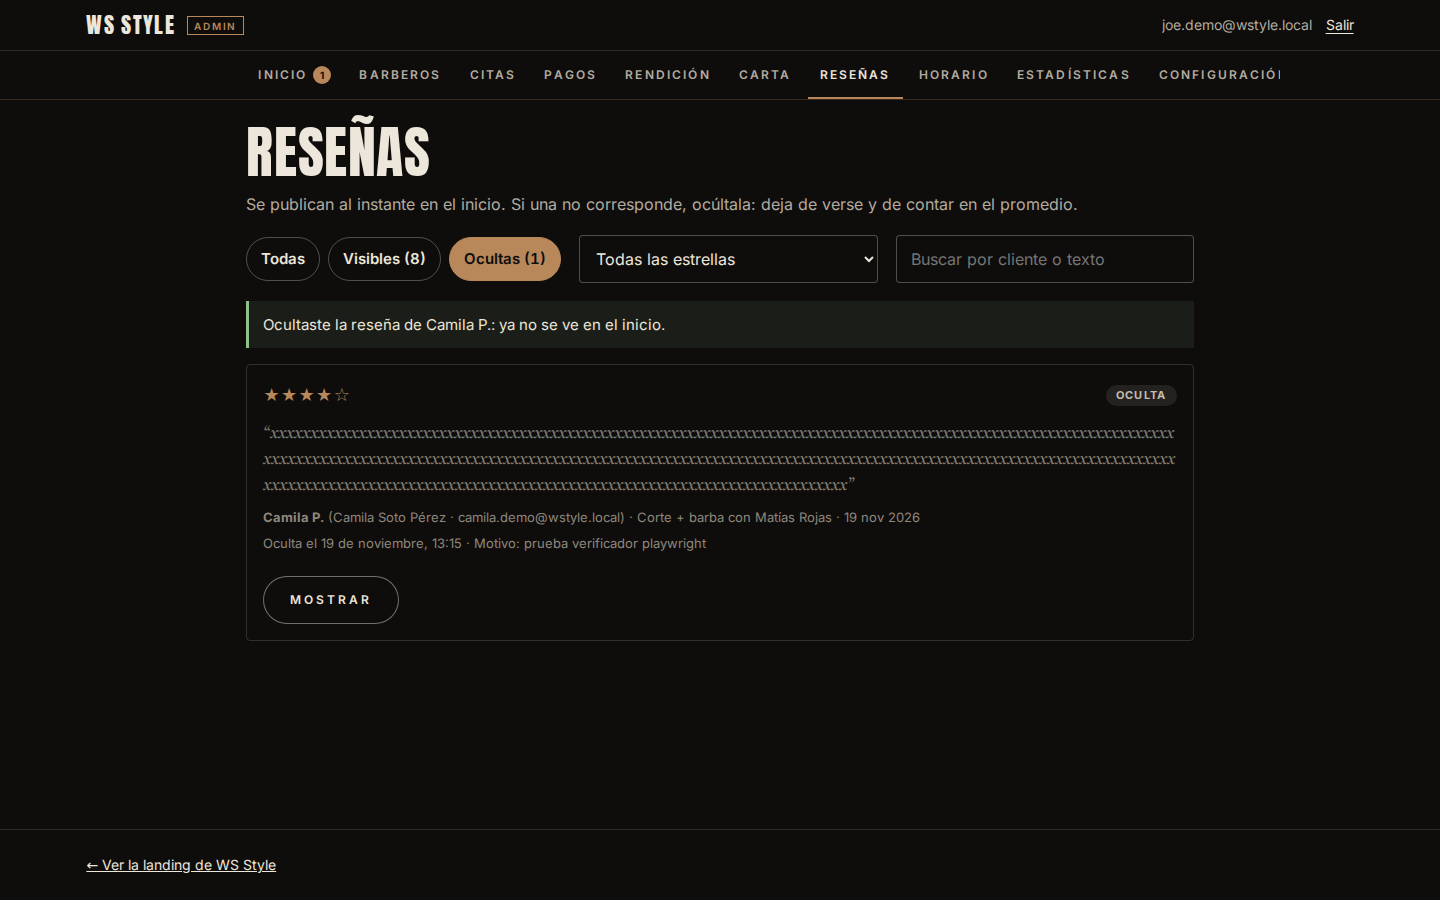 WS STYLE ADMIN joe.demo@wstyle.local Salir
INICIO 1 BARBEROS CITAS PAGOS RENDICIÓN CARTA RESEÑAS HORARIO ESTADÍSTICAS
RESEÑAS
Se publican al instante en el inicio. Si una no corresponde, ocúltala: deja de verse y de contar en el promedio.
Todas Visibles (8) Ocultas (1) Todas las estrellas Buscar por cliente o texto
Ocultaste la reseña de Camila P.: ya no se ve en el inicio.
★★★★☆ OCULTA
Camila P. (Camila Soto Pérez · camila.demo@wstyle.local) · Corte + barba con Matías Rojas · 19 nov 2026
Oculta el 19 de noviembre, 13:15 · Motivo: prueba verificador playwright
MOSTRAR
← Ver la landing de WS Style